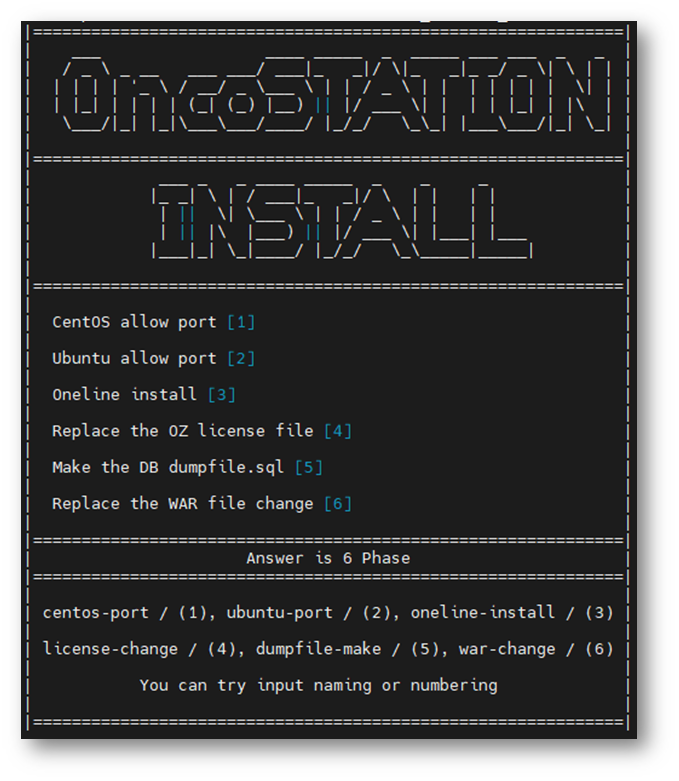 OncoSTATION
INSTALL
CentOS allow port [1]
Ubuntu allow port [2]
Oneline install [3]
Replace the OZ license file [4]
Make the DB dumpfile.sql [5]
Replace the WAR file change [6]
Answer is 6 Phase
centos-port / (1), ubuntu-port / (2), oneline-install / (3)
license-change / (4), dumpfile-make / (5), war-change / (6)
You can try input naming or numbering